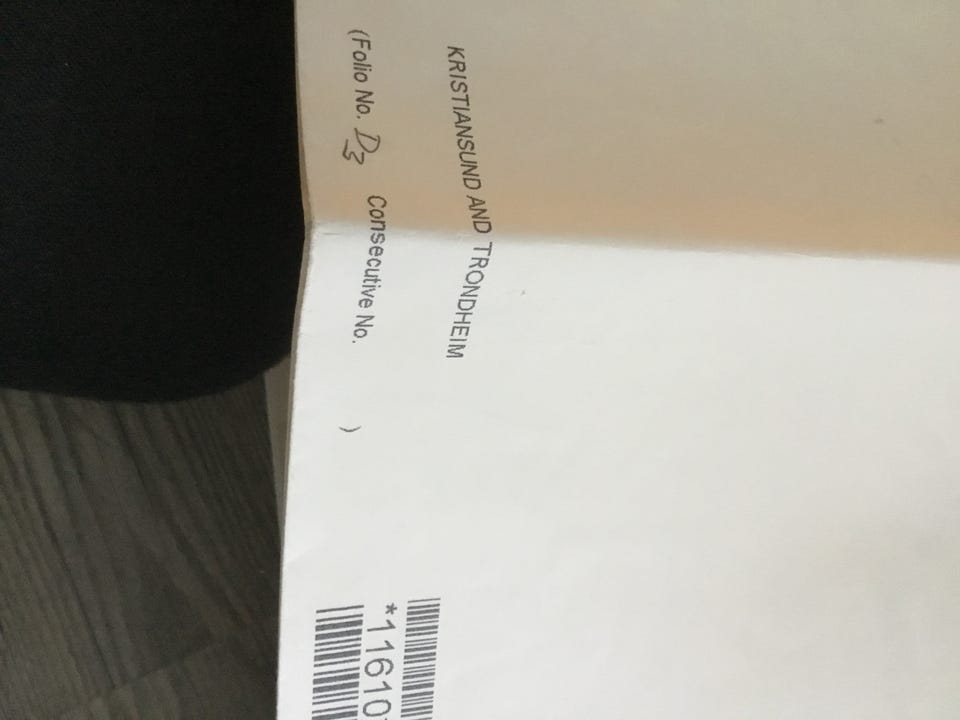 KRISTIANSUND AND TRONDHEIM
(Folio No. D3 Consecutive No. )
*11610